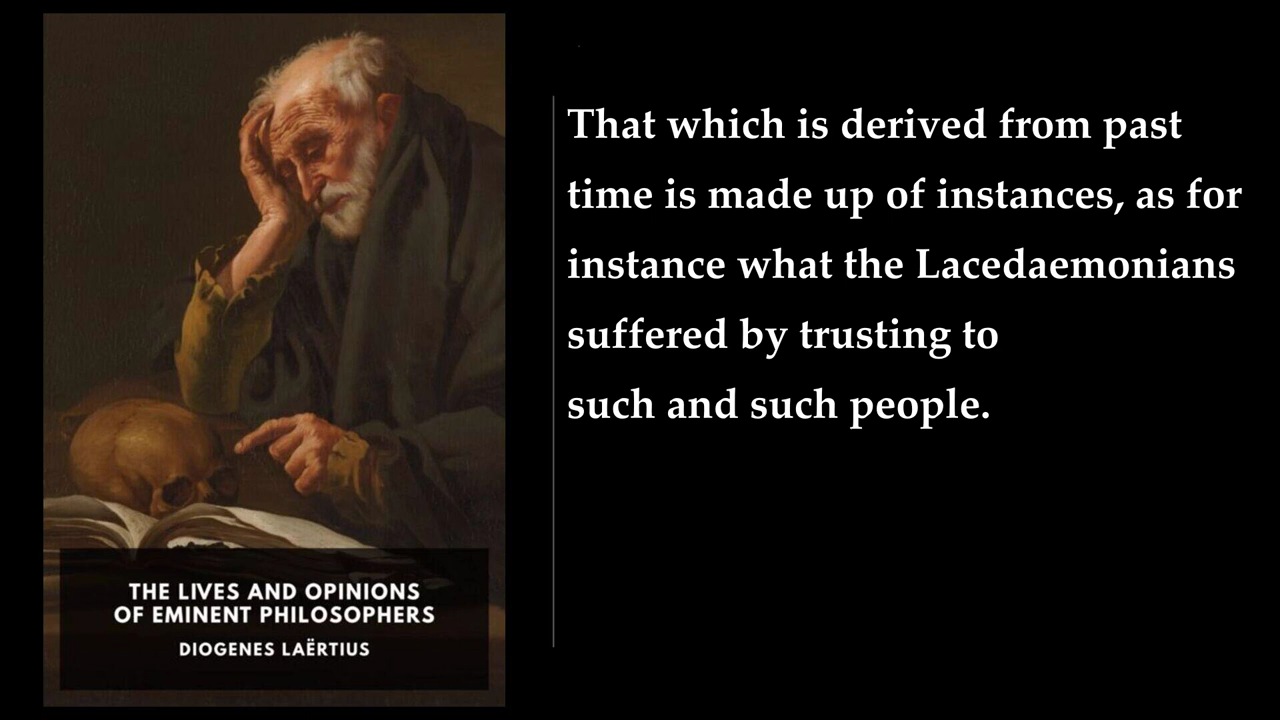 That which is derived from past
time is made up of instances, as for
instance what the Lacedaemonians
suffered by trusting to
such and such people.
THE LIVES AND OPINIONS
OF EMINENT PHILOSOPHERS
DIOGENES LAËRTIUS